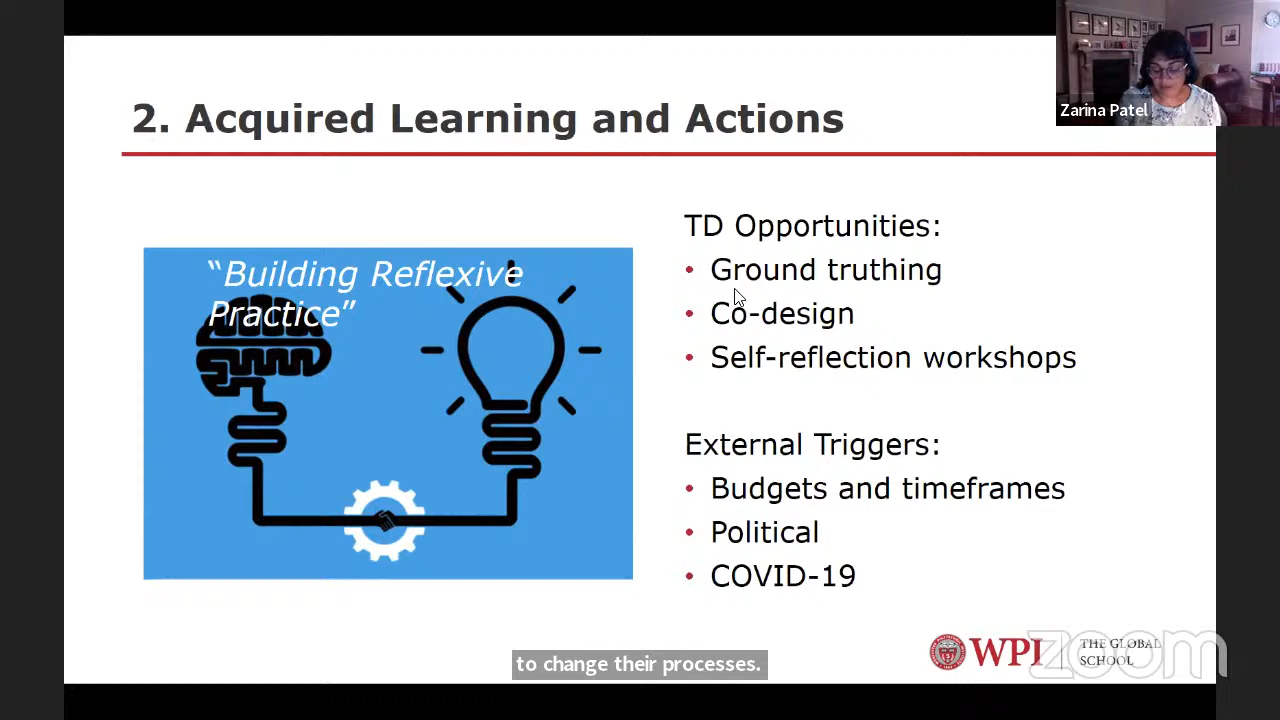 Zarina Patel
2. Acquired Learning and Actions
“Building Reflexive
Practice”
TD Opportunities:
• Ground truthing
• Co-design
• Self-reflection workshops
External Triggers:
• Budgets and timeframes
• Political
• COVID-19
to change their processes.
WPI
THE GLOBAL
SCHOOL
zoom